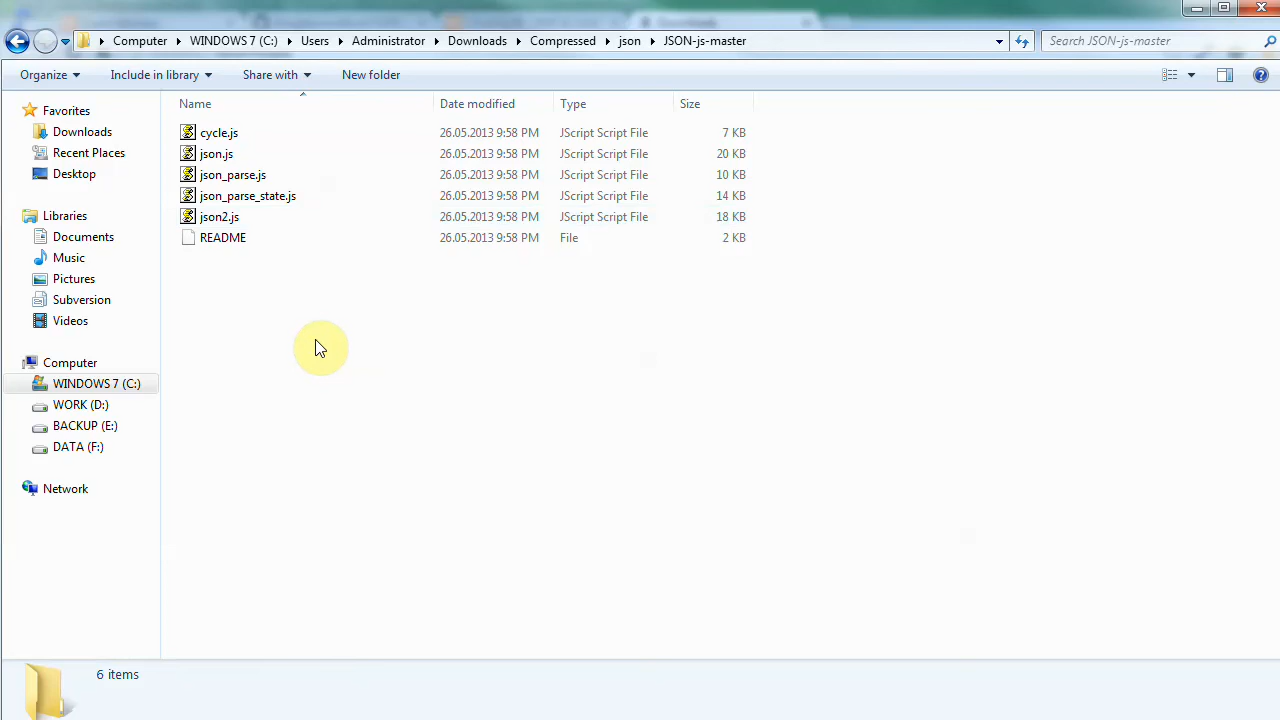 Computer WINDOWS 7 (C:) Users Administrator Downloads Compressed json JSON-js-master Search JSON-js-master
Organize Include in library Share with New folder
Name Date modified Type Size
cycle.js 26.05.2013 9:58 PM JScript Script File 7 KB
json.js 26.05.2013 9:58 PM JScript Script File 20 KB
json_parse.js 26.05.2013 9:58 PM JScript Script File 10 KB
json_parse_state.js 26.05.2013 9:58 PM JScript Script File 14 KB
json2.js 26.05.2013 9:58 PM JScript Script File 18 KB
README 26.05.2013 9:58 PM File 2 KB
Favorites
Downloads
Recent Places
Desktop
Libraries
Documents
Music
Pictures
Subversion
Videos
Computer
WINDOWS 7 (C:)
WORK (D:)
BACKUP (E:)
DATA (F:)
Network
6 items